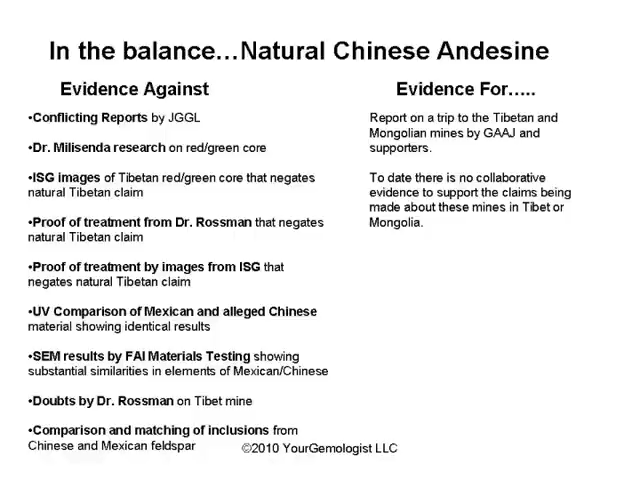 In the balance…Natural Chinese Andesine
Evidence Against
•Conflicting Reports by JGGL
•Dr. Milisenda research on red/green core
•ISG images of Tibetan red/green core that negates
natural Tibetan claim
•Proof of treatment from Dr. Rossman that negates
natural Tibetan claim
•Proof of treatment by images from ISG that
negates natural Tibetan claim
•UV Comparison of Mexican and alleged Chinese
material showing identical results
•SEM results by FAI Materials Testing showing
substantial similarities in elements of Mexican/Chinese
•Doubts by Dr. Rossman on Tibet mine
•Comparison and matching of inclusions from
Chinese and Mexican feldspar
Evidence For…..
Report on a trip to the Tibetan and
Mongolian mines by GAAJ and
supporters.
To date there is no collaborative
evidence to support the claims being
made about these mines in Tibet or
Mongolia.
©2010 YourGemologist LLC